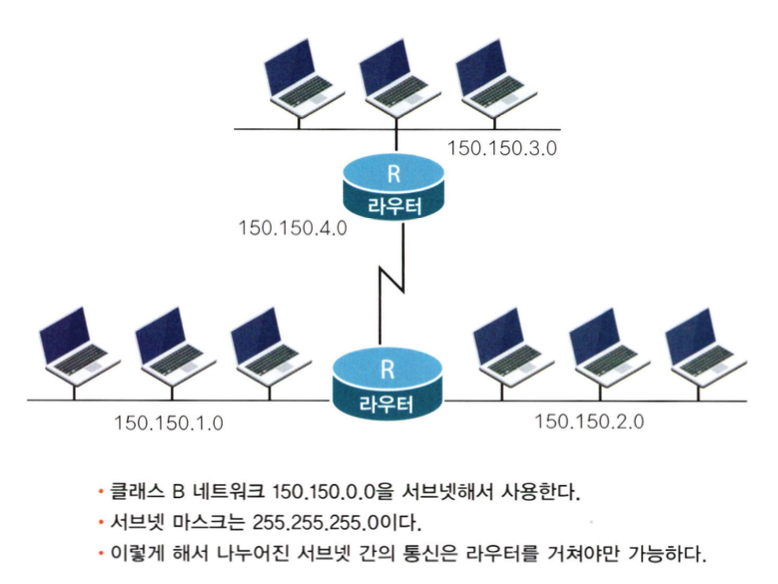 150.150.3.0
R
라우터
150.150.4.0
R
라우터
150.150.1.0
150.150.2.0
• 클래스 B 네트워크 150.150.0.0을 서브넷해서 사용한다.
• 서브넷 마스크는 255.255.255.0이다.
• 이렇게 해서 나누어진 서브넷 간의 통신은 라우터를 거쳐야만 가능하다.